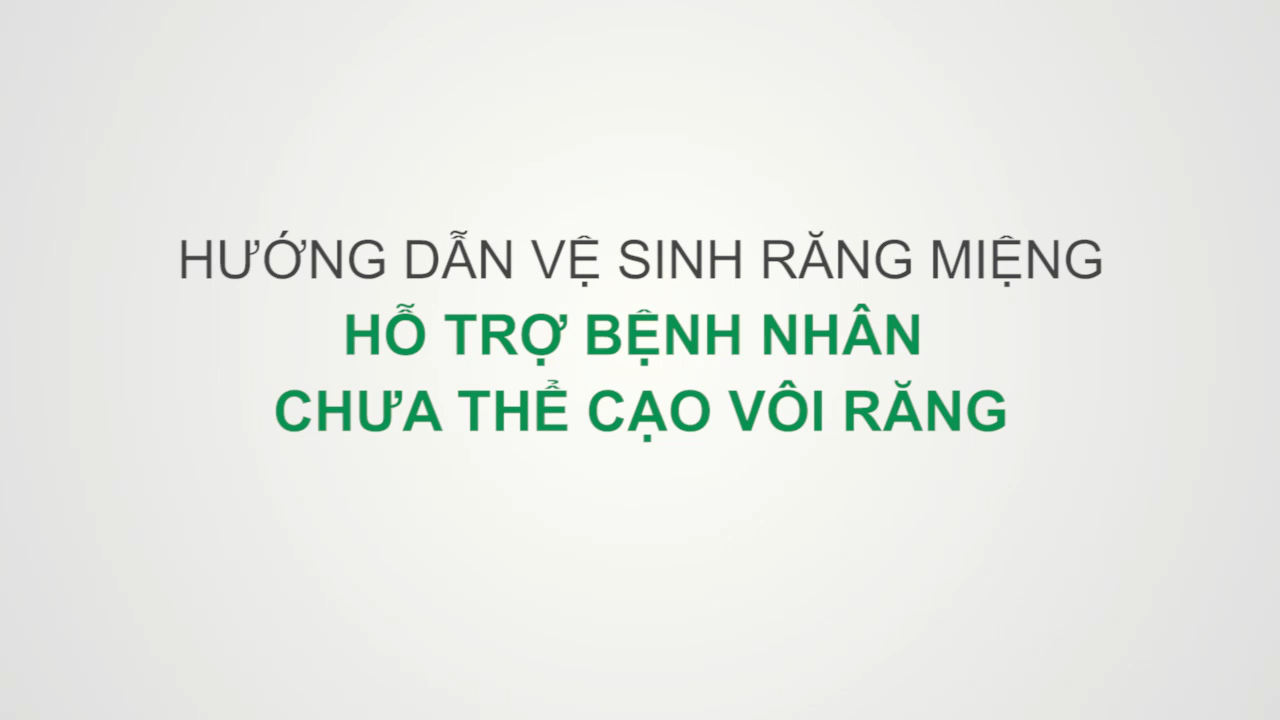 HƯỚNG DẪN VỆ SINH RĂNG MIỆNG
HỖ TRỢ BỆNH NHÂN
CHƯA THỂ CẠO VÔI RĂNG